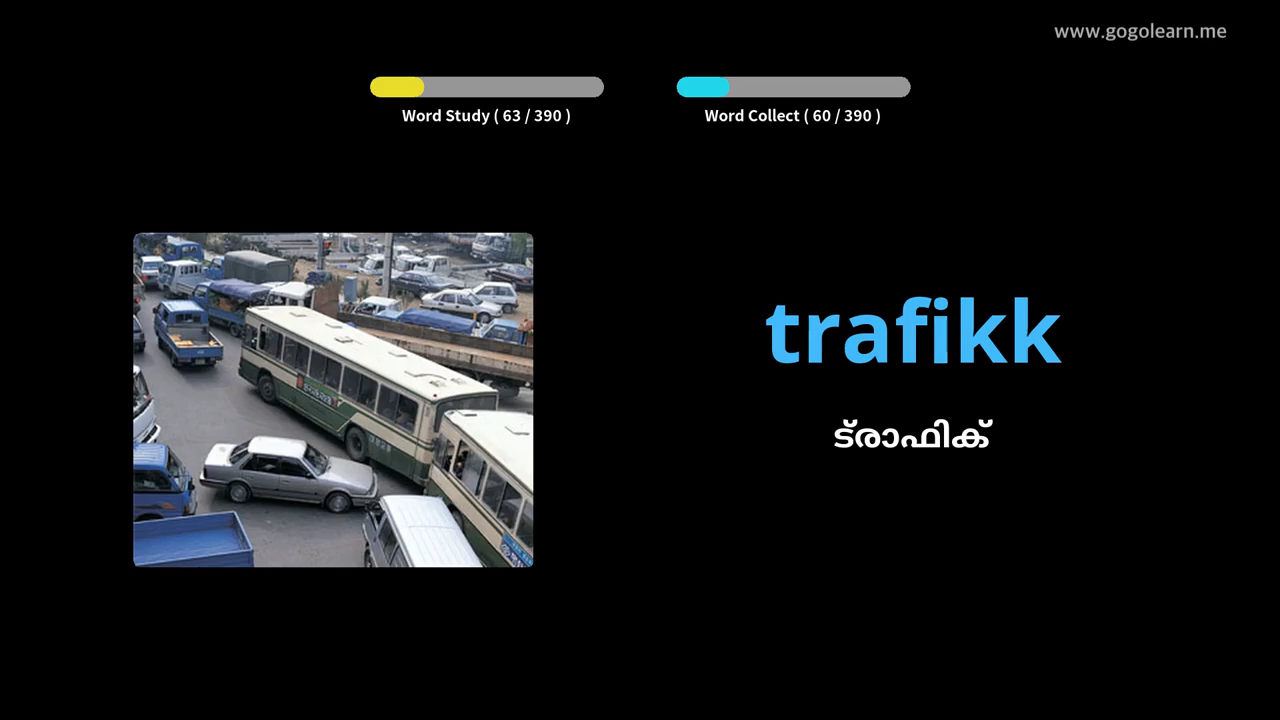 www.gogolearn.me
Word Study ( 63 / 390 )
Word Collect ( 60 / 390 )
trafikk
ട്രാഫിക്